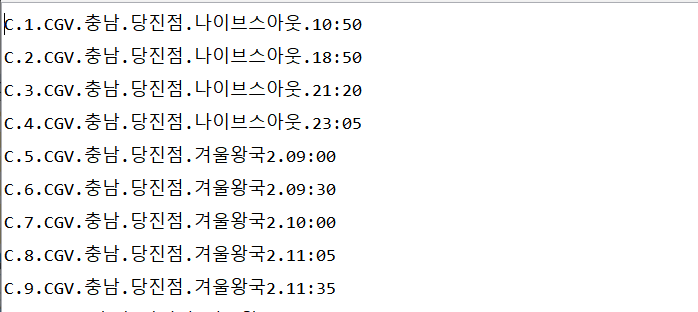 C.1.CGV.충남.당진점.나이브스아웃.10:50
C.2.CGV.충남.당진점.나이브스아웃.18:50
C.3.CGV.충남.당진점.나이브스아웃.21:20
C.4.CGV.충남.당진점.나이브스아웃.23:05
C.5.CGV.충남.당진점.겨울왕국2.09:00
C.6.CGV.충남.당진점.겨울왕국2.09:30
C.7.CGV.충남.당진점.겨울왕국2.10:00
C.8.CGV.충남.당진점.겨울왕국2.11:05
C.9.CGV.충남.당진점.겨울왕국2.11:35